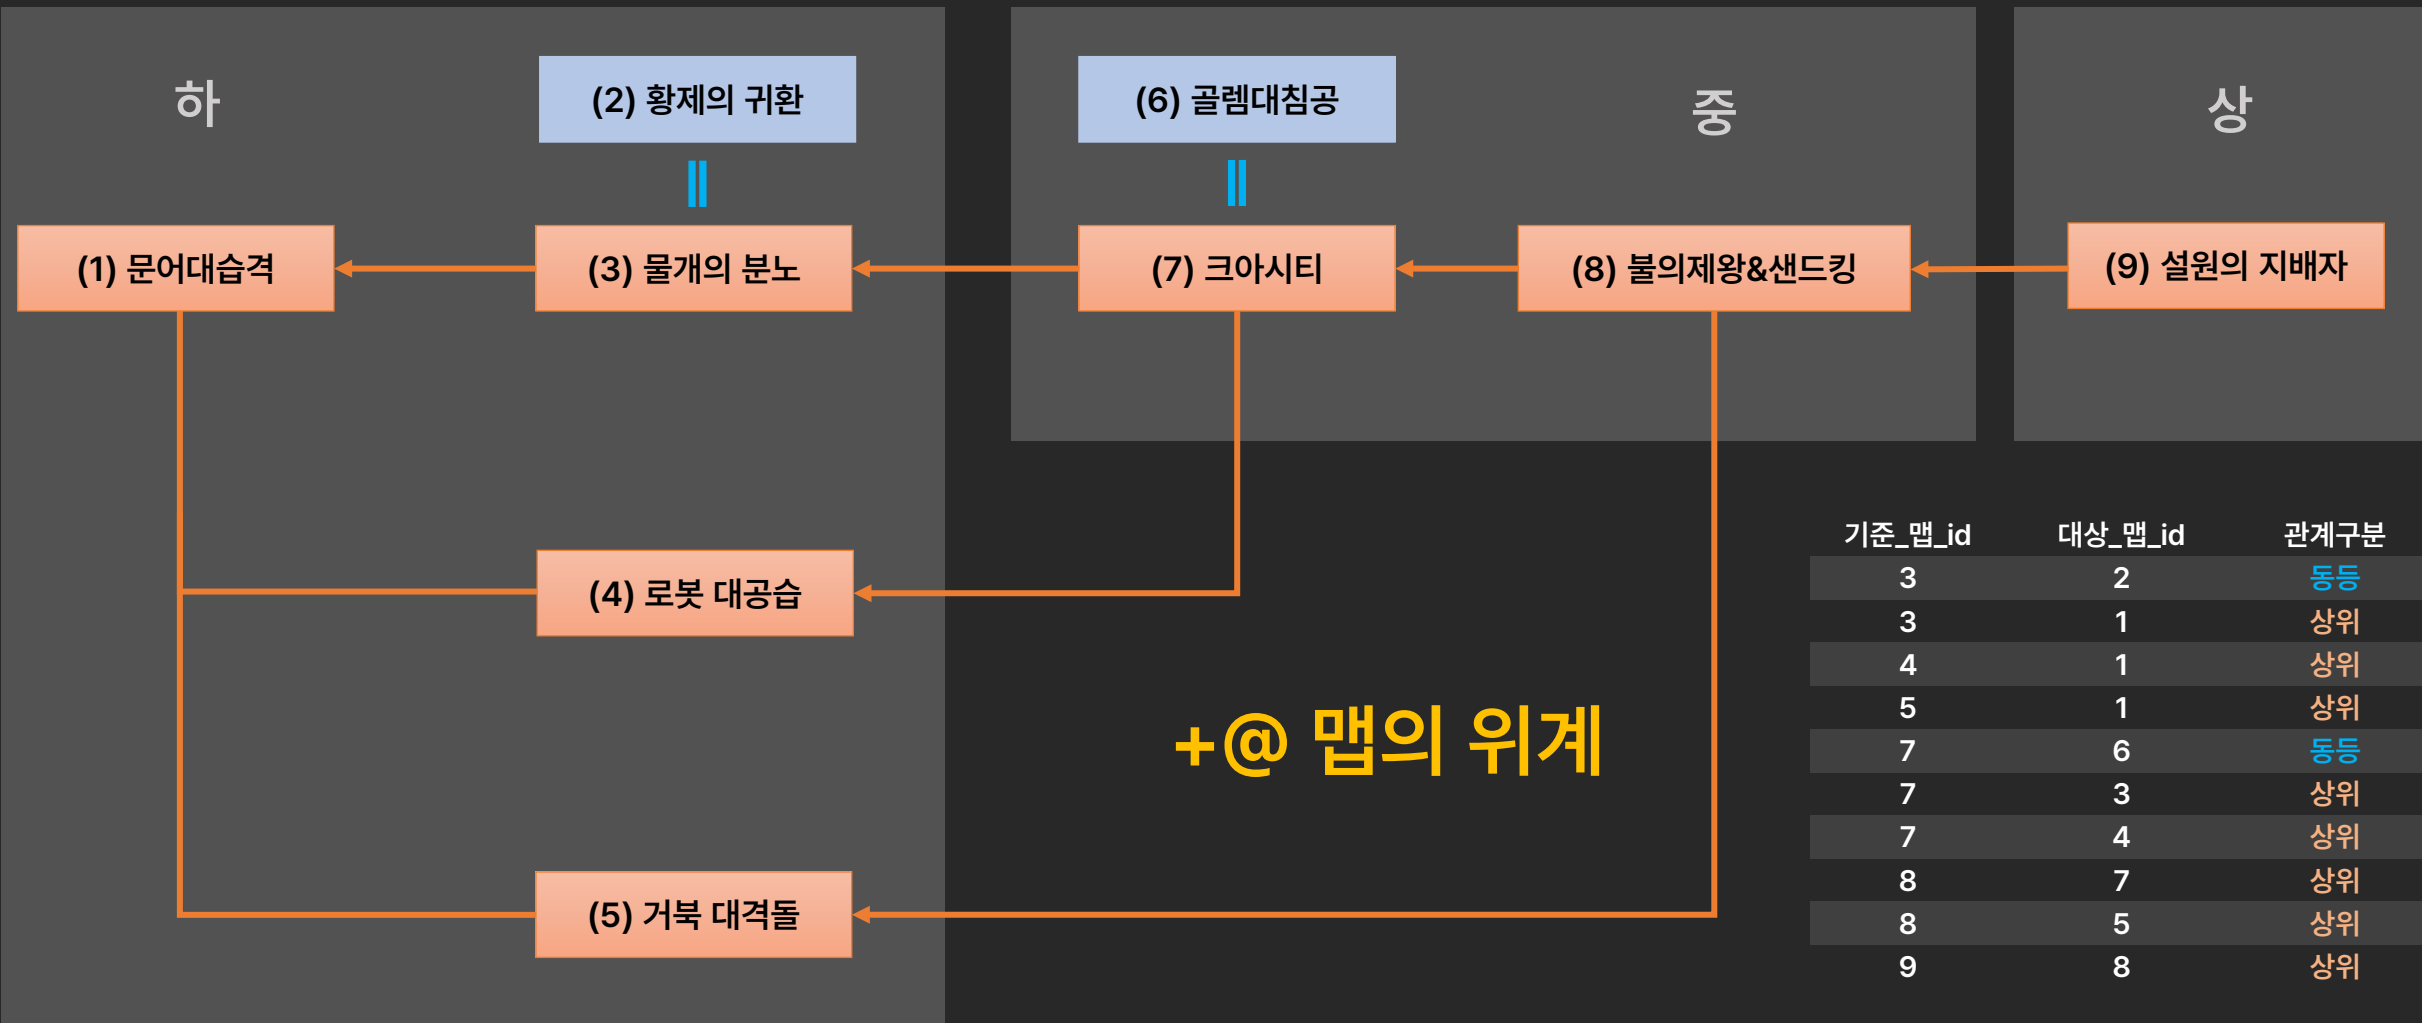 하
중
상
(2) 황제의 귀환
(6) 골렘대침공
(1) 문어대습격
(3) 물개의 분노
(7) 크아시티
(8) 불의제왕&샌드킹
(9) 설원의 지배자
(4) 로봇 대공습
(5) 거북 대격돌
+@ 맵의 위계
기준_맵_id 대상_맵_id 관계구분
3 2 동등
3 1 상위
4 1 상위
5 1 상위
7 6 동등
7 3 상위
7 4 상위
8 7 상위
8 5 상위
9 8 상위